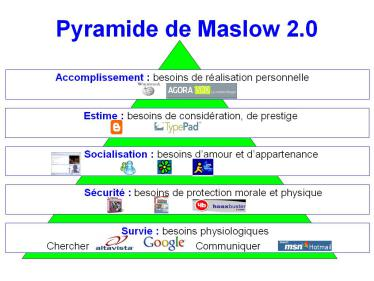 Pyramide de Maslow 2.0
Accomplissement : besoins de réalisation personnelle
AGORA VOX
Estime : besoins de considération, de prestige
TypePad
Socialisation : besoins d'amour et d'appartenance
Sécurité : besoins de protection morale et physique
hoaxbuster
Survie : besoins physiologiques
Chercher altavista Google Communiquer msn Hotmail